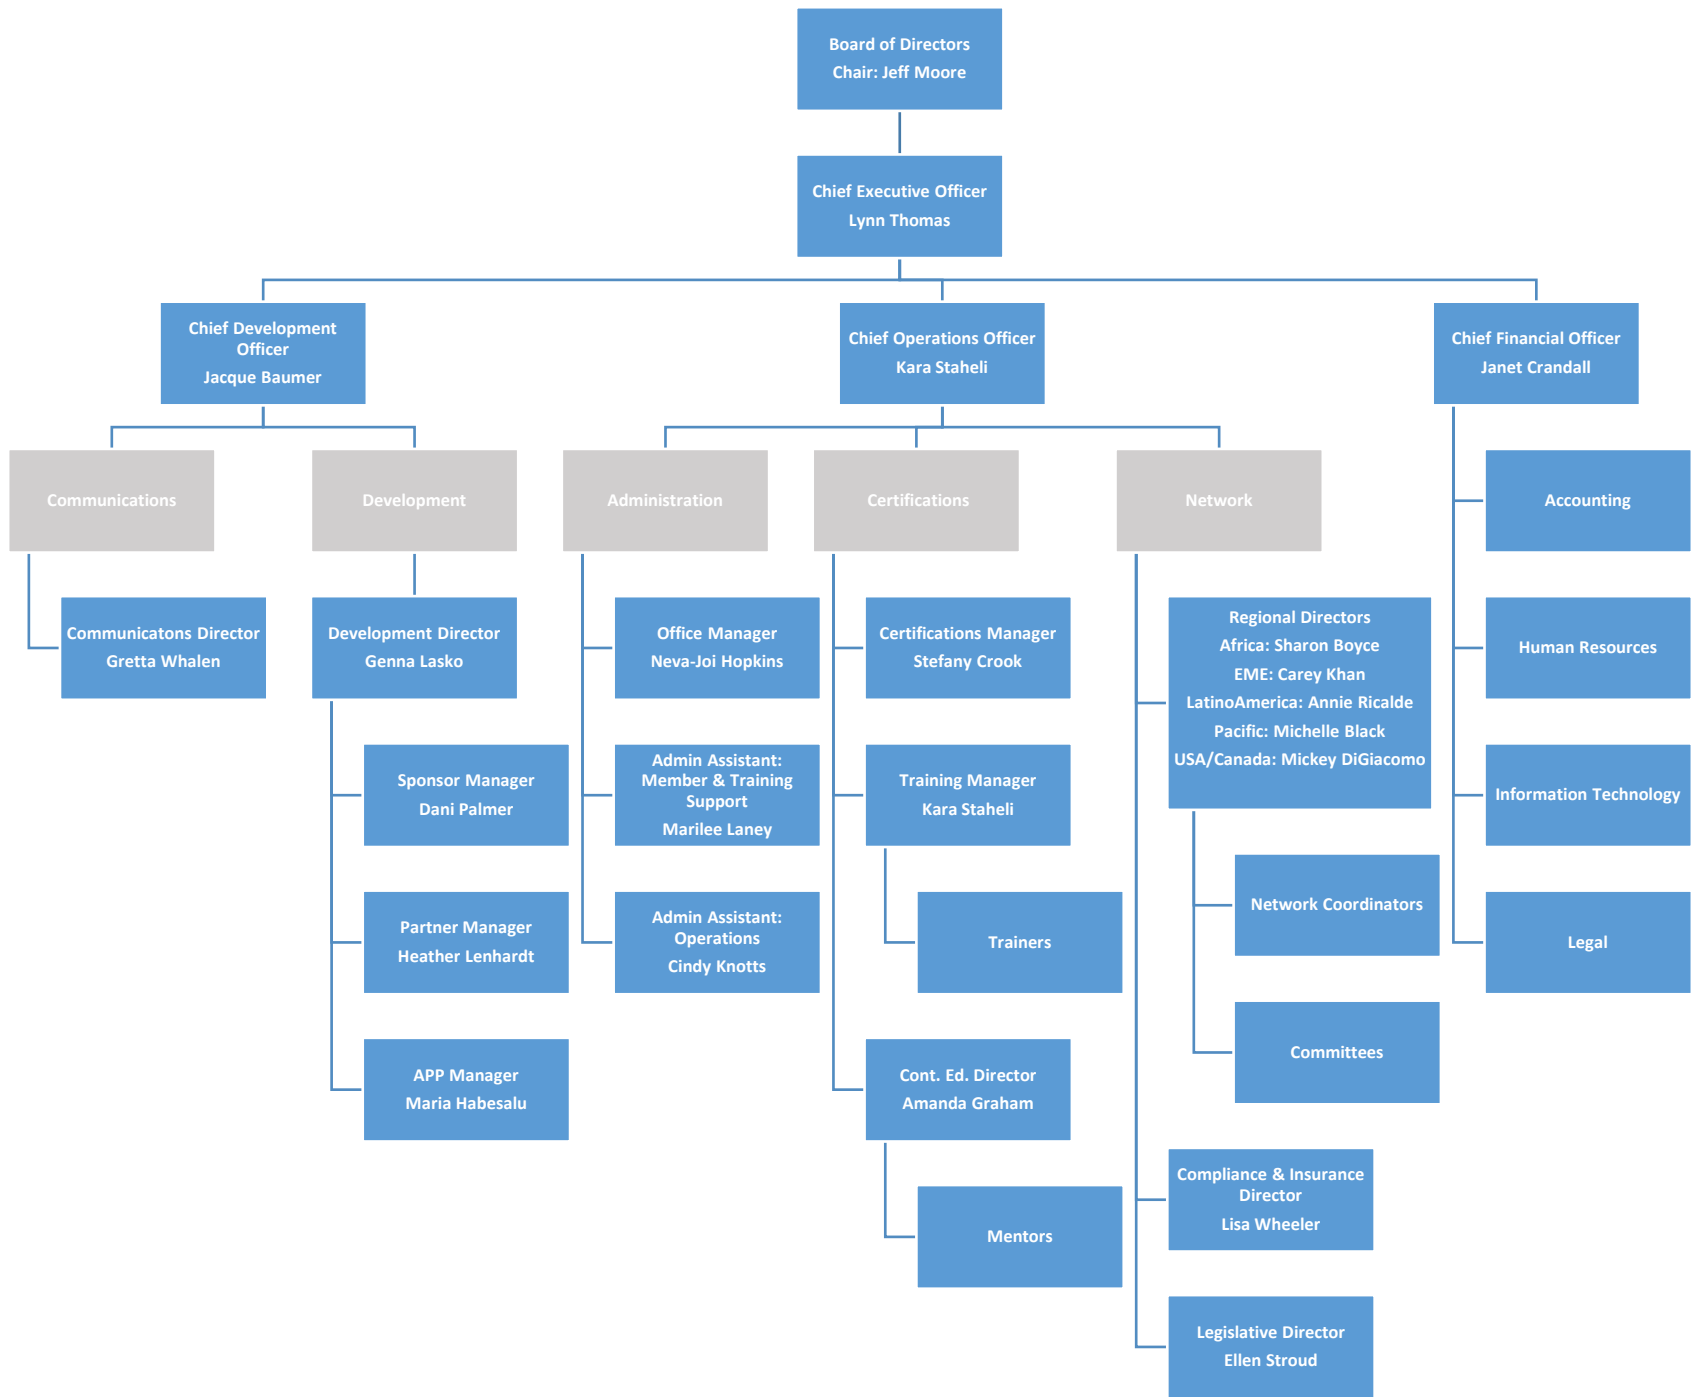 Board of Directors
Chair: Jeff Moore
Chief Executive Officer
Lynn Thomas
Chief Development
Officer
Jacque Baumer
Chief Operations Officer
Kara Staheli
Chief Financial Officer
Janet Crandall
Communications
Development
Administration
Certifications
Network
Accounting
Communicatons Director
Gretta Whalen
Development Director
Genna Lasko
Office Manager
Neva-Joi Hopkins
Certifications Manager
Stefany Crook
Regional Directors
Africa: Sharon Boyce
EME: Carey Khan
LatinoAmerica: Annie Ricalde
Pacific: Michelle Black
USA/Canada: Mickey DiGiacomo
Human Resources
Sponsor Manager
Dani Palmer
Admin Assistant:
Member & Training
Support
Marilee Laney
Training Manager
Kara Staheli
Information Technology
Partner Manager
Heather Lenhardt
Admin Assistant:
Operations
Cindy Knotts
Trainers
Network Coordinators
Legal
APP Manager
Maria Habesalu
Cont. Ed. Director
Amanda Graham
Committees
Mentors
Compliance & Insurance
Director
Lisa Wheeler
Legislative Director
Ellen Stroud